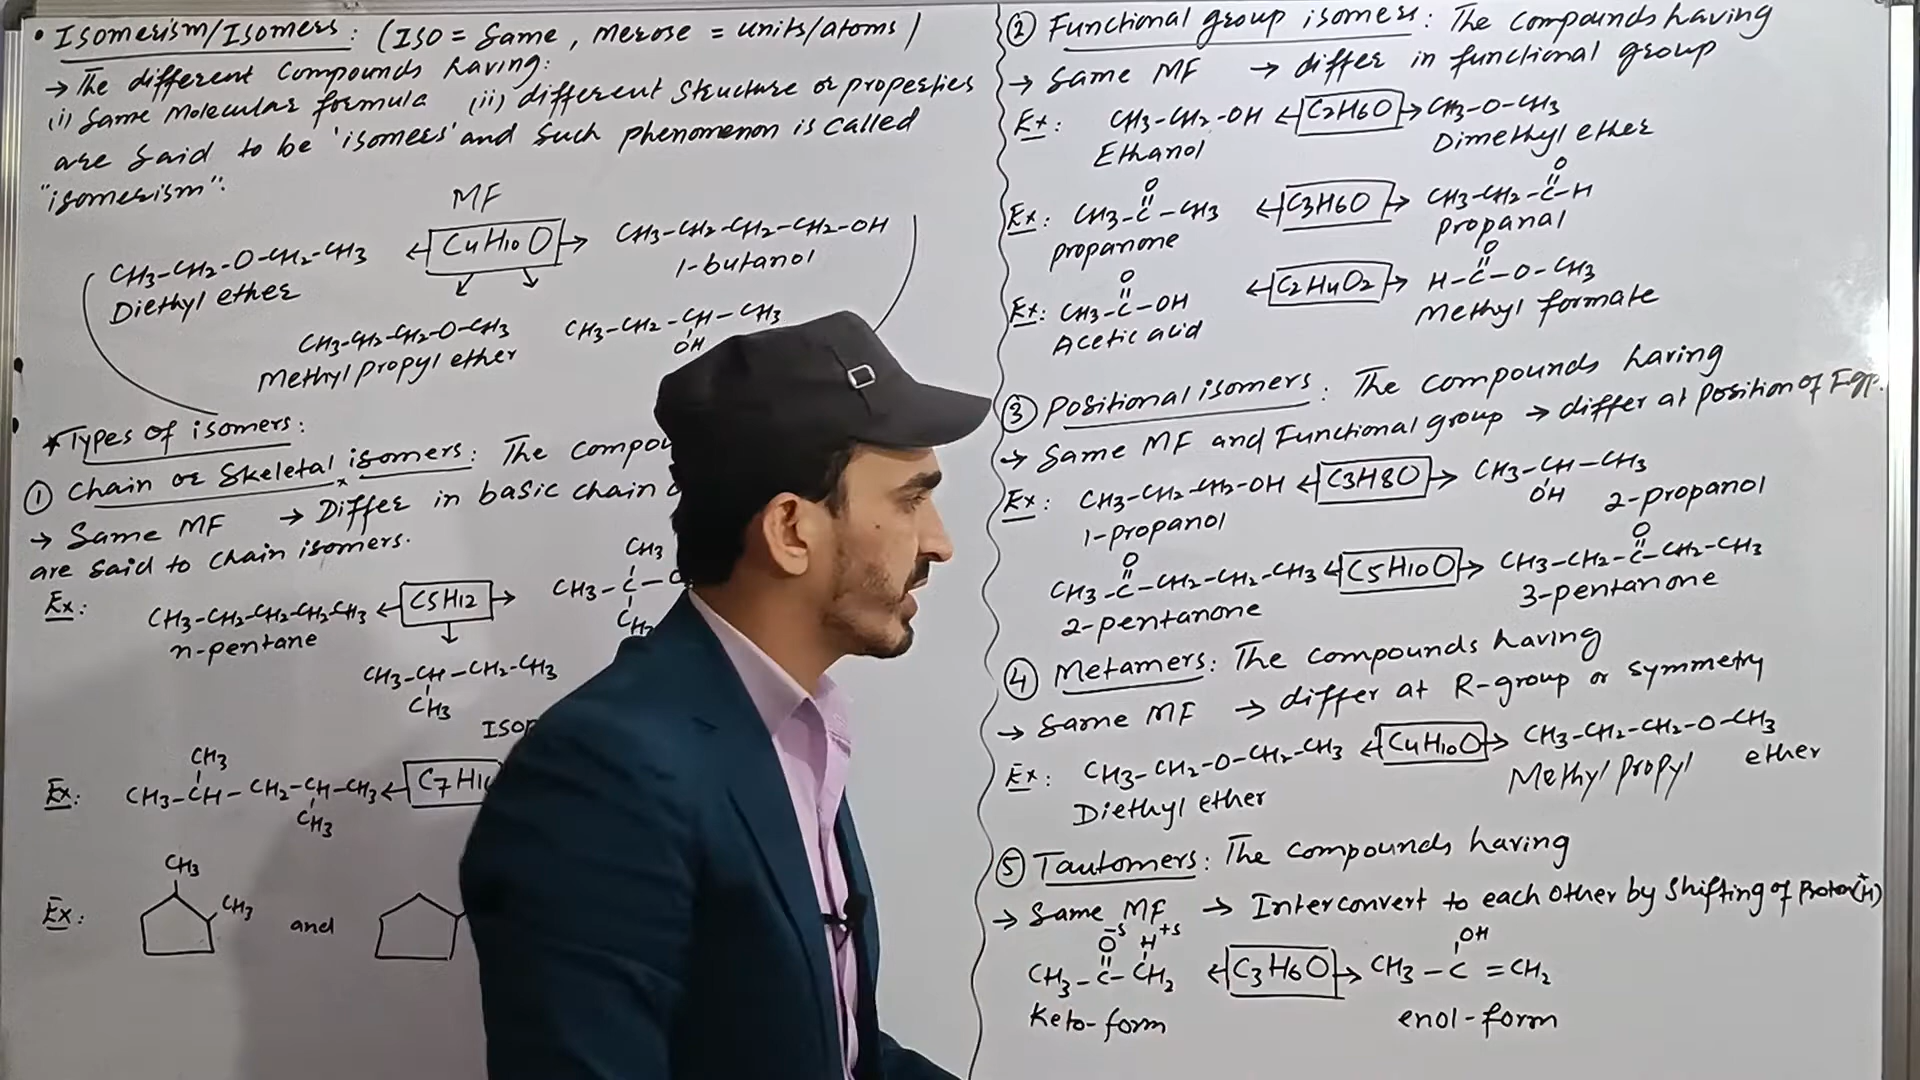 • Isomerism/Isomers: (Iso = Same, merose = units/atoms)
→ The different compounds having:
(i) Same Molecular formula (ii) different structure or properties
are said to be 'isomers' and such phenomenon is called
"isomerism".
MF
CH3-CH2-O-CH2-CH3 ← C4H10O → CH3-CH2-CH2-CH2-OH
Diethyl ether
1-butanol
CH3-CH2-CH2-O-CH3
Methyl propyl ether
CH3-CH2-CH-CH3
OH
* Types of isomers:
① Chain or Skeletal isomers: The
→ Same MF → Differ in basic chain
are said to chain isomers.
Ex: CH3-CH2-CH2-CH2-CH3 ← C5H12 →
n-pentane
CH3
CH3-C-
CH3-CH-CH2-CH3
CH3
CH3
Ex: CH3-CH-CH2-CH-CH3 ←
CH3
Ex:
CH3
CH3
and
② Functional group isomers: The compounds having
→ Same MF → differ in functional group
Ex: CH3-CH2-OH ← C2H6O → CH3-O-CH3
Ethanol
Dimethyl ether
O
O
Ex: CH3-C-CH3 ← C3H6O → CH3-CH2-C-H
propanone
propanal
O
O
Ex: CH3-C-OH ← C2H4O2 → H-C-O-CH3
Acetic acid
Methyl formate
③ Positional isomers: The compounds having
→ Same MF and Functional group → differ at position of F.gp.
Ex: CH3-CH2-CH2-OH ← C3H8O → CH3-CH-CH3
OH
1-propanol
2-propanol
O
O
CH3-C-CH2-CH2-CH3 ← C5H10O → CH3-CH2-C-CH2-CH3
2-pentanone
3-pentanone
④ Metamers: The compounds having
→ Same MF → differ at R-group or symmetry
Ex: CH3-CH2-O-CH2-CH3 ← C4H10O → CH3-CH2-CH2-O-CH3
Diethyl ether
Methyl propyl ether
⑤ Tautomers: The compounds having
→ Same MF → Interconvert to each other by shifting of Proton(H+)
O-δ H+δ
OH
CH3-C-CH2 ← C3H6O → CH3-C=CH2
Keto-form
enol-form